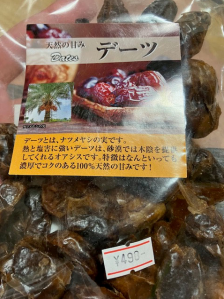 天然の甘み
Dates
デーツ
デーツとは、ナツメヤシの実です。
熱と塩害に強いデーツは、砂漠では木陰を提供
してくれるオアシスです。特徴はなんといっても
濃厚でコクのある100%天然の甘みです!
¥490-